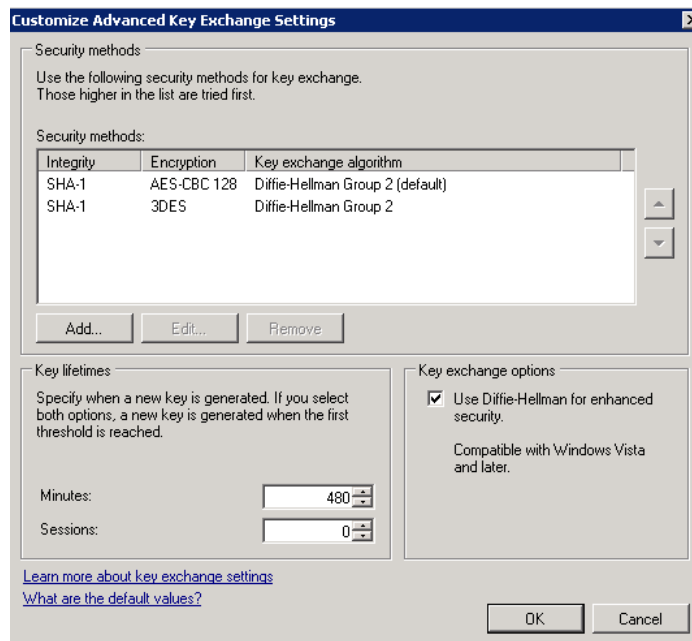 Customize Advanced Key Exchange Settings
Security methods
Use the following security methods for key exchange.
Those higher in the list are tried first.
Security methods:
Integrity Encryption Key exchange algorithm
SHA-1 AES-CBC 128 Diffie-Hellman Group 2 (default)
SHA-1 3DES Diffie-Hellman Group 2
Add... Edit... Remove
Key lifetimes
Specify when a new key is generated. If you select
both options, a new key is generated when the first
threshold is reached.
Minutes: 480
Sessions: 0
Key exchange options
Use Diffie-Hellman for enhanced
security.
Compatible with Windows Vista
and later.
Learn more about key exchange settings
What are the default values?
OK Cancel